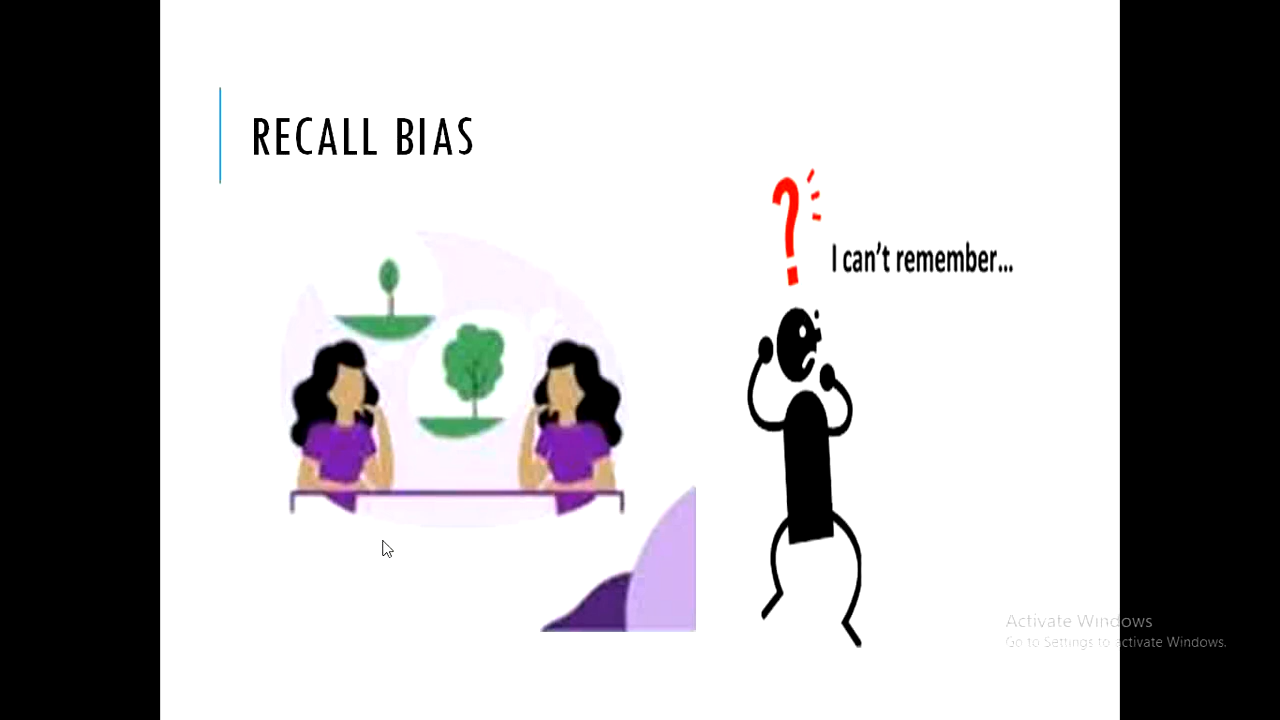 RECALL BIAS
?
I can't remember...
Activate Windows
Go to Settings to activate Windows.